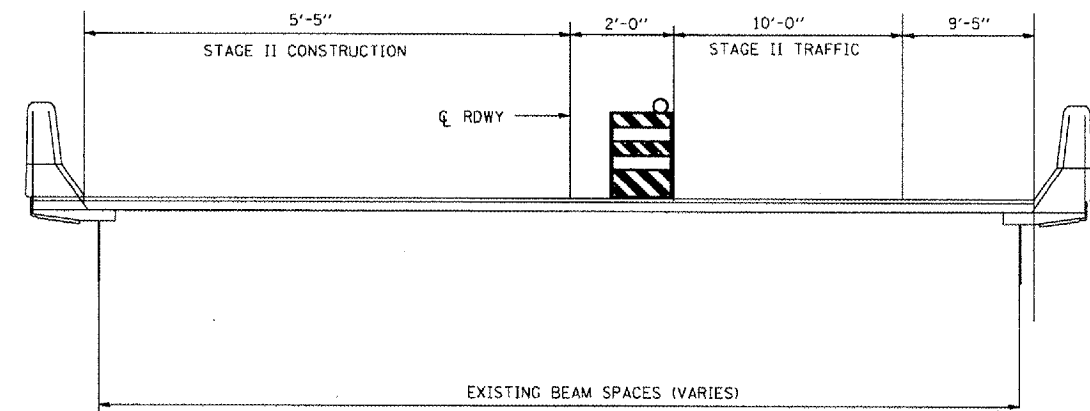 5'-5" 2'-0" 10'-0" 9'-5"
STAGE II CONSTRUCTION STAGE II TRAFFIC
℄ RDWY
EXISTING BEAM SPACES (VARIES)